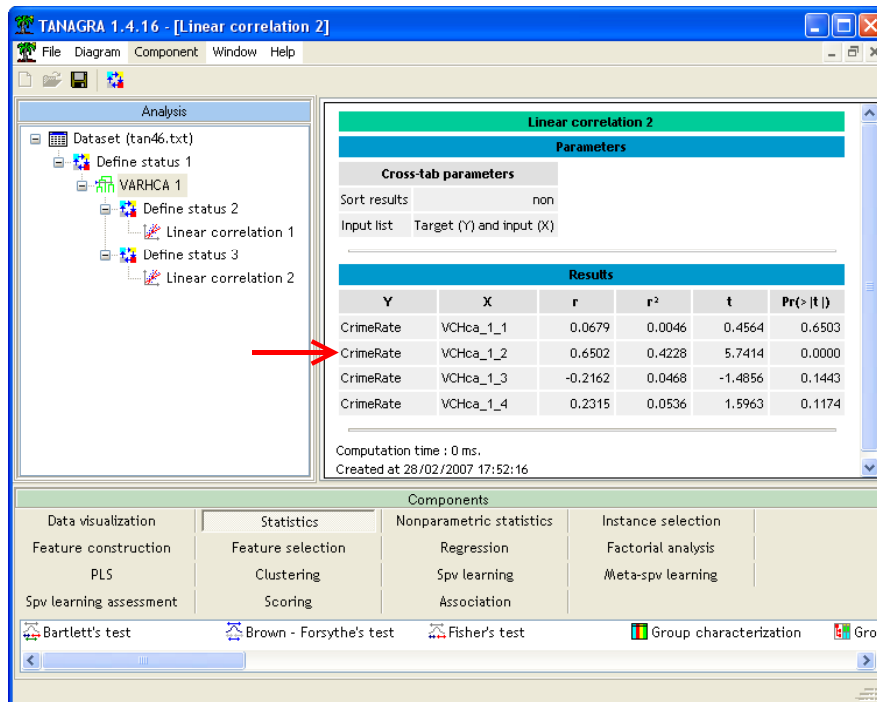 TANAGRA 1.4.16 - [Linear correlation 2]
File Diagram Component Window Help
Analysis
Dataset (tan46.txt)
Define status 1
VARHCA 1
Define status 2
Linear correlation 1
Define status 3
Linear correlation 2
Linear correlation 2
Parameters
Cross-tab parameters
Sort results non
Input list Target (Y) and input (X)
Results
Y X r r² t Pr(>|t|)
CrimeRate VCHca_1_1 0.0679 0.0046 0.4564 0.6503
CrimeRate VCHca_1_2 0.6502 0.4228 5.7414 0.0000
CrimeRate VCHca_1_3 -0.2162 0.0468 -1.4856 0.1443
CrimeRate VCHca_1_4 0.2315 0.0536 1.5963 0.1174
Computation time : 0 ms.
Created at 28/02/2007 17:52:16
Components
Data visualization Statistics Nonparametric statistics Instance selection
Feature construction Feature selection Regression Factorial analysis
PLS Clustering Spv learning Meta-spv learning
Spv learning assessment Scoring Association
Bartlett's test Brown - Forsythe's test Fisher's test Group characterization Gro